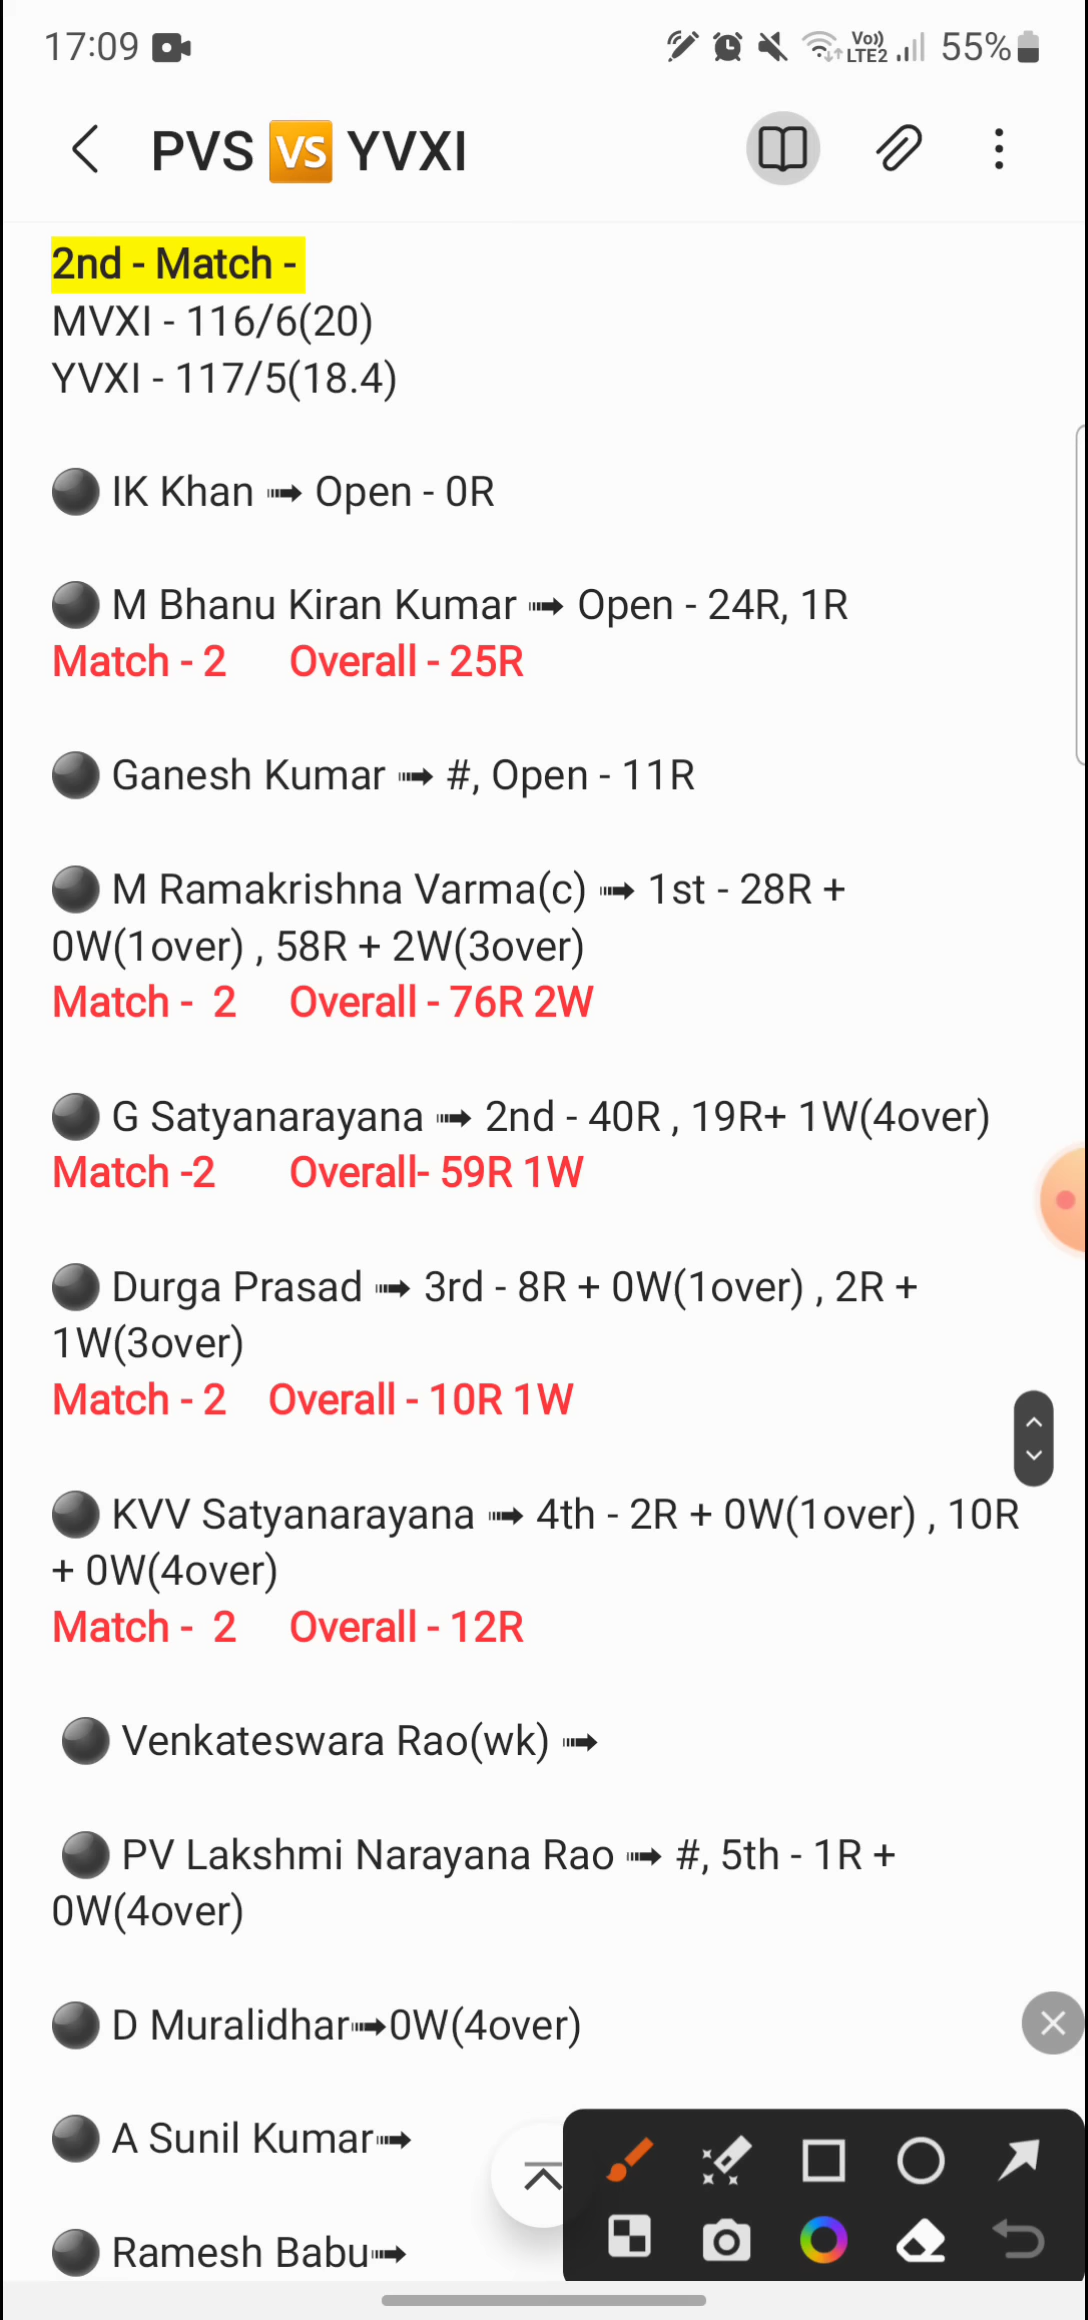 17:09 Vo)) LTE2 55%
PVS VS YVXI
2nd - Match -
MVXI - 116/6(20)
YVXI - 117/5(18.4)
IK Khan ➟ Open - 0R
M Bhanu Kiran Kumar ➟ Open - 24R, 1R
Match - 2 Overall - 25R
Ganesh Kumar ➟ #, Open - 11R
M Ramakrishna Varma(c) ➟ 1st - 28R +
0W(1over) , 58R + 2W(3over)
Match - 2 Overall - 76R 2W
G Satyanarayana ➟ 2nd - 40R , 19R+ 1W(4over)
Match -2 Overall- 59R 1W
Durga Prasad ➟ 3rd - 8R + 0W(1over) , 2R +
1W(3over)
Match - 2 Overall - 10R 1W
KVV Satyanarayana ➟ 4th - 2R + 0W(1over) , 10R
+ 0W(4over)
Match - 2 Overall - 12R
Venkateswara Rao(wk) ➟
PV Lakshmi Narayana Rao ➟ #, 5th - 1R +
0W(4over)
D Muralidhar➟0W(4over)
A Sunil Kumar➟
Ramesh Babu➟